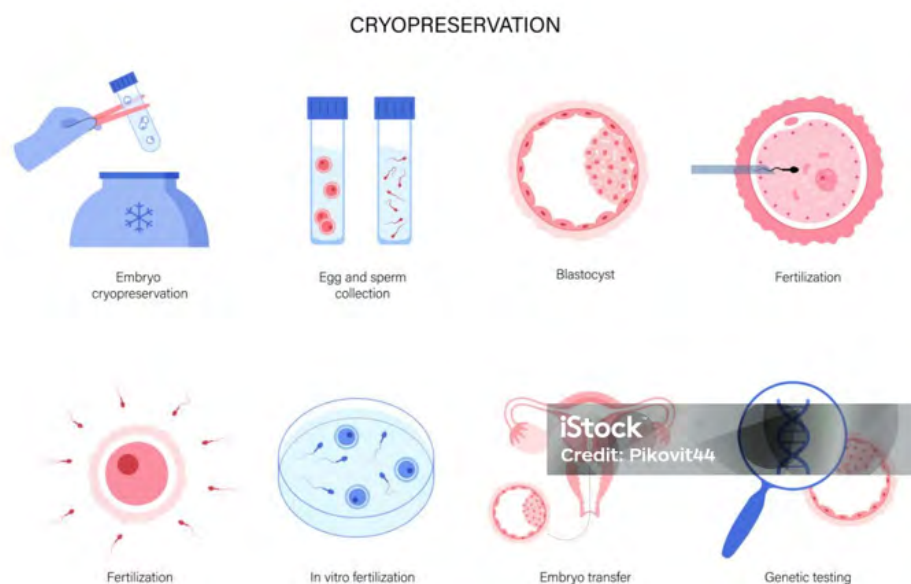 CRYOPRESERVATION
Embryo
cryopreservation
Egg and sperm
collection
Blastocyst
Fertilization
Fertilization
In vitro fertilization
Embryo transfer
Genetic testing
iStock
Credit: Pikovit44